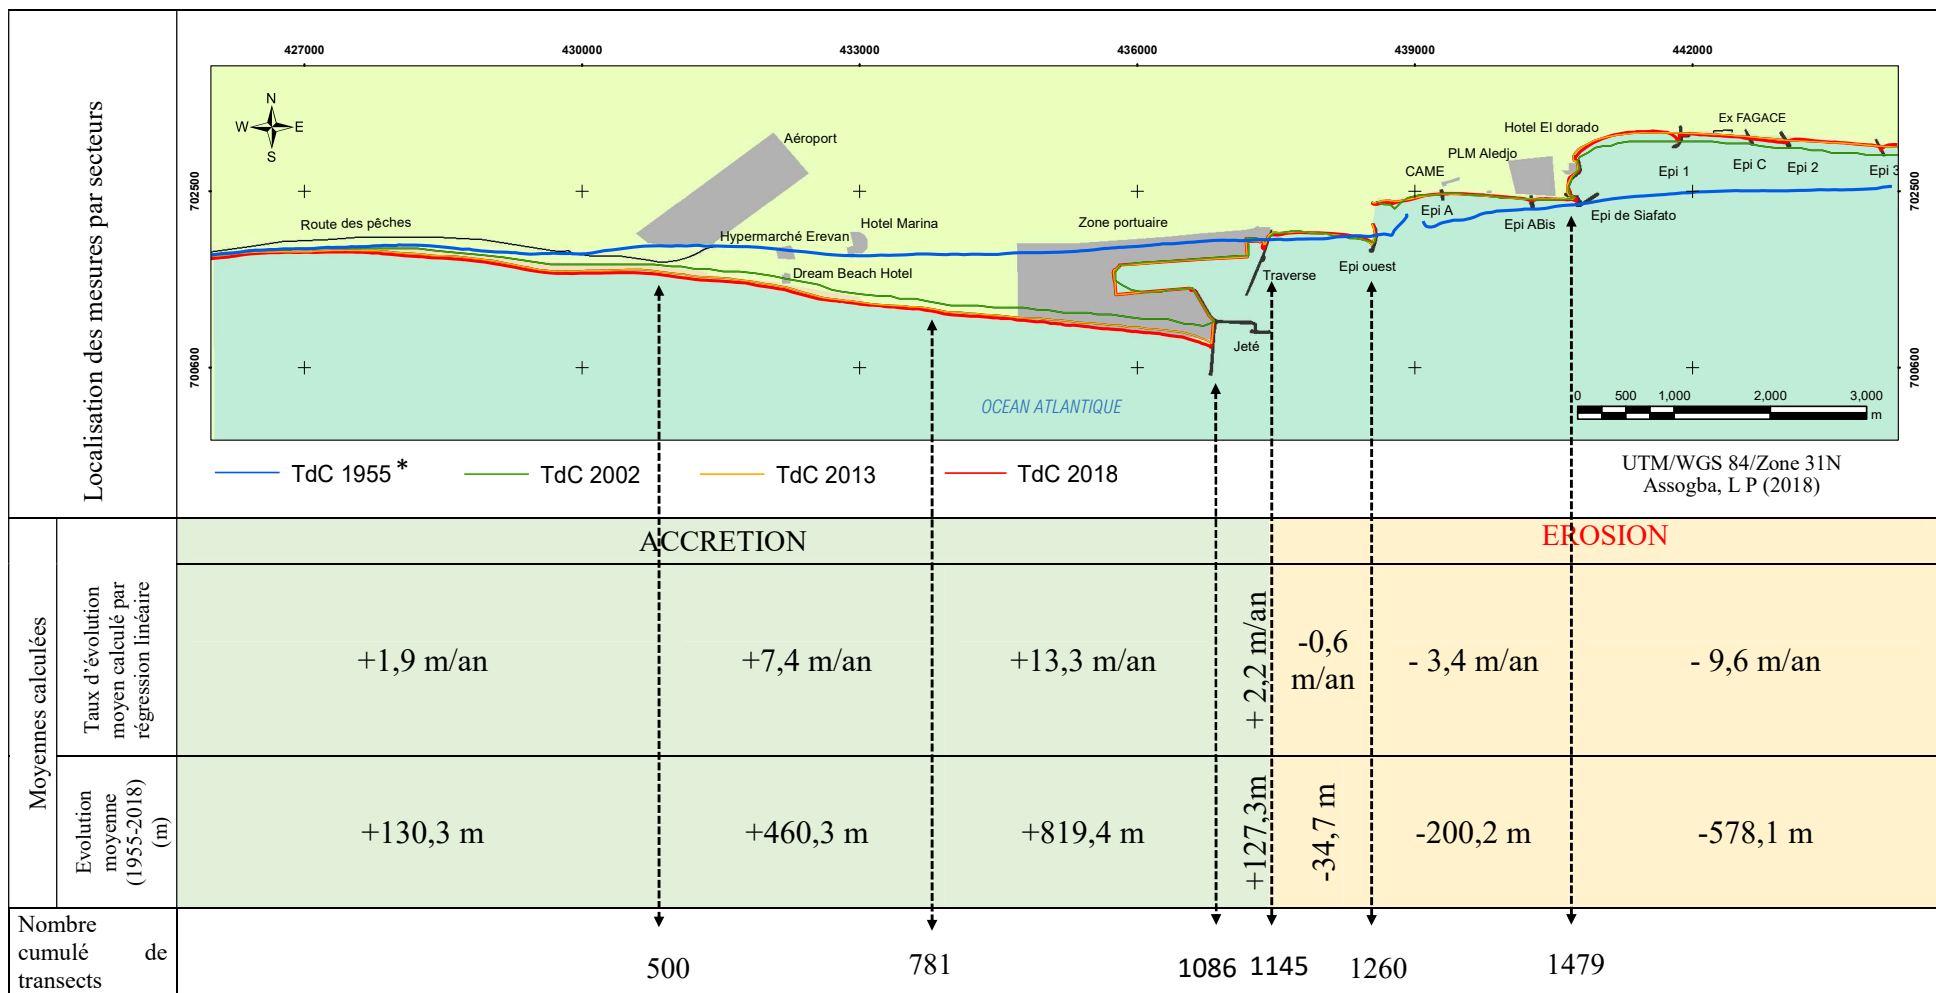 Localisation des mesures par secteurs
427000 430000 433000 436000 439000 442000
702500
700600
702500
700600
N
W E
S
Aéroport
Route des pêches
Hypermarché Erevan
Hotel Marina
Dream Beach Hotel
Zone portuaire
Traverse
Jeté
Epi ouest
CAME
Epi A
PLM Aledjo
Epi ABis
Hotel El dorado
Epi de Siafato
Ex FAGACE
Epi 1
Epi C
Epi 2
Epi 3
OCEAN ATLANTIQUE
0 500 1,000 2,000 3,000
m
TdC 1955 * TdC 2002 TdC 2013 TdC 2018
UTM/WGS 84/Zone 31N
Assogba, L P (2018)
ACCRETION EROSION
Moyennes calculées
Taux d'évolution
moyen calculé par
régression linéaire
+1,9 m/an +7,4 m/an +13,3 m/an + 2,2 m/an
-0,6
m/an
- 3,4 m/an - 9,6 m/an
Evolution
moyenne
(1955-2018)
(m)
+130,3 m +460,3 m +819,4 m +127,3m -34,7 m -200,2 m -578,1 m
Nombre
cumulé de
transects
500 781 1086 1145 1260 1479